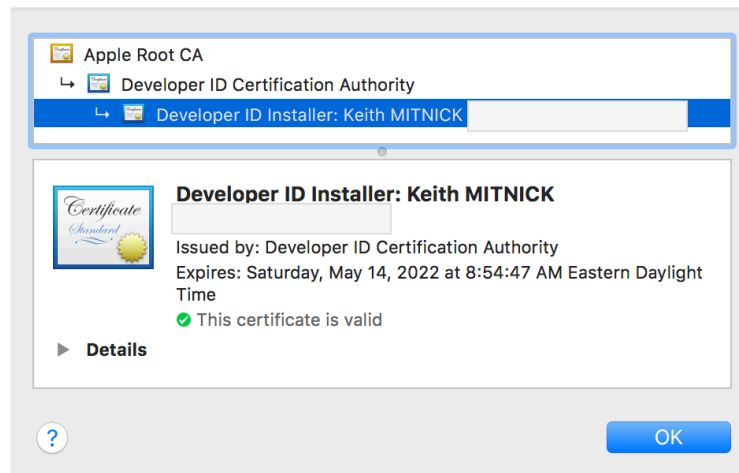 Apple Root CA
Developer ID Certification Authority
Developer ID Installer: Keith MITNICK
Certificate
Standard
Developer ID Installer: Keith MITNICK
Issued by: Developer ID Certification Authority
Expires: Saturday, May 14, 2022 at 8:54:47 AM Eastern Daylight
Time
This certificate is valid
Details
?
OK